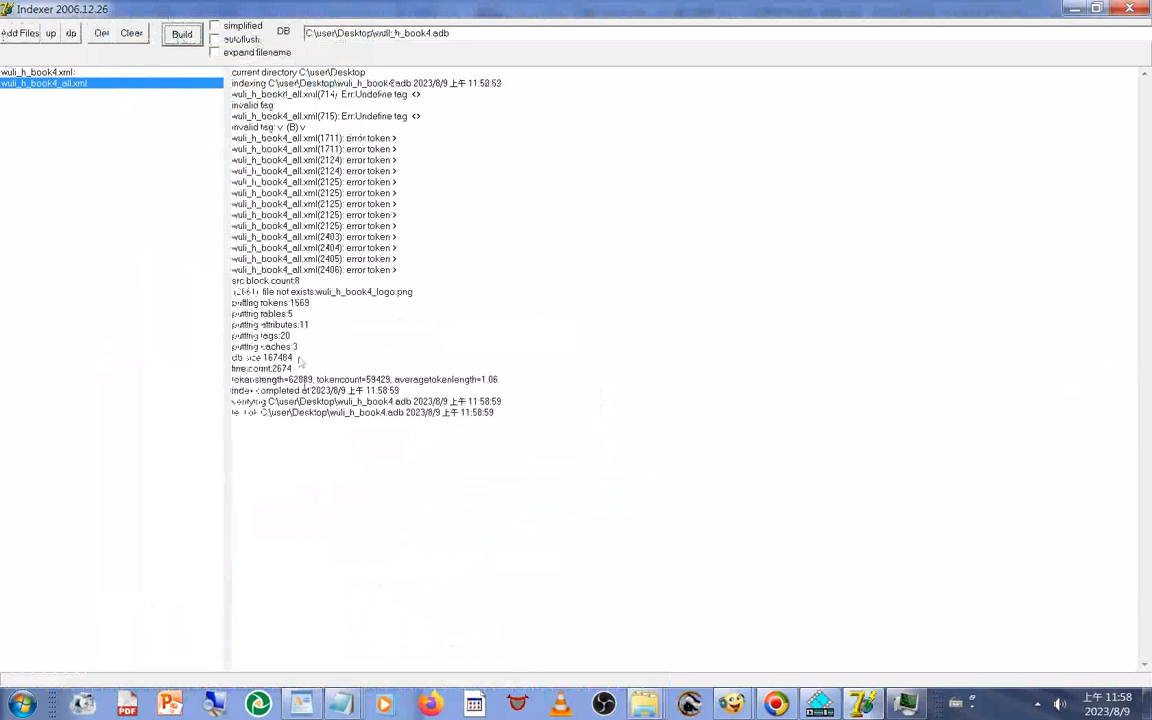 Indexer 2006.12.26
Add Files up dp Del Clear Build
simplified
autoflush
expand filename
DB C:\user\Desktop\wuli_h_book4.adb
wuli_h_book4.xml:
wuli_h_book4_all.xml
current directory C:\user\Desktop
indexing C:\user\Desktop\wuli_h_book4.adb 2023/8/9 上午 11:58:53
wuli_h_book4_all.xml(714) Err:Undefine tag <>
invalid tag:
wuli_h_book4_all.xml(715): Err:Undefine tag <>
invalid tag: v (B) v
wuli_h_book4_all.xml(1711): error token >
wuli_h_book4_all.xml(1711): error token >
wuli_h_book4_all.xml(2124): error token >
wuli_h_book4_all.xml(2124): error token >
wuli_h_book4_all.xml(2125): error token >
wuli_h_book4_all.xml(2125): error token >
wuli_h_book4_all.xml(2125): error token >
wuli_h_book4_all.xml(2125): error token >
wuli_h_book4_all.xml(2125): error token >
wuli_h_book4_all.xml(2403): error token >
wuli_h_book4_all.xml(2404): error token >
wuli_h_book4_all.xml(2405): error token >
wuli_h_book4_all.xml(2406): error token >
src block count:8
file not exists:wuli_h_book4_logo.png
putting tokens:1569
putting tables:5
putting attributes:11
putting tags:20
putting caches:3
db size:167484
time count:2674
tokenslength=62889, tokencount=59429, averagetokenlength=1.06
index completed at 2023/8/9 上午 11:58:59
verifying C:\user\Desktop\wuli_h_book4.adb 2023/8/9 上午 11:58:59
C:\user\Desktop\wuli_h_book4.adb 2023/8/9 上午 11:58:59
上午 11:58
2023/8/9